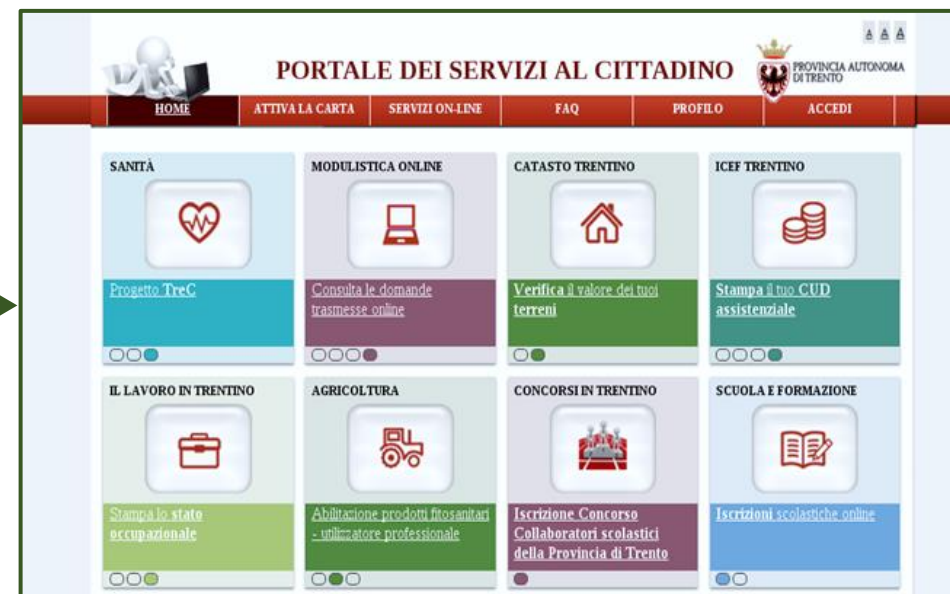 A A A
PORTALE DEI SERVIZI AL CITTADINO
PROVINCIA AUTONOMA
DI TRENTO
HOME ATTIVA LA CARTA SERVIZI ON-LINE FAQ PROFILO ACCEDI
SANITÀ
Progetto TreC
MODULISTICA ONLINE
Consulta le domande
trasmesse online
CATASTO TRENTINO
Verifica il valore dei tuoi
terreni
ICEF TRENTINO
Stampa il tuo CUD
assistenziale
IL LAVORO IN TRENTINO
Stampa lo stato
occupazionale
AGRICOLTURA
Abilitazione prodotti fitosanitari
- utilizzatore professionale
CONCORSI IN TRENTINO
Iscrizione Concorso
Collaboratori scolastici
della Provincia di Trento
SCUOLA E FORMAZIONE
Iscrizioni scolastiche online